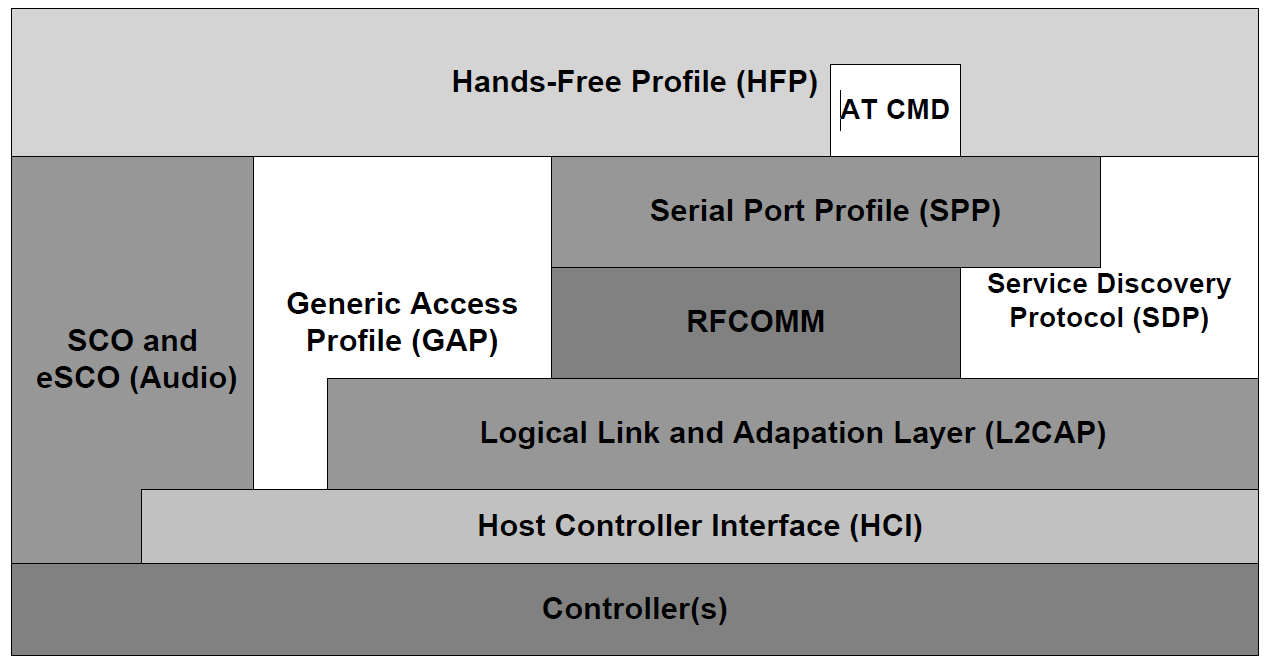 Hands-Free Profile (HFP)
AT CMD
Serial Port Profile (SPP)
Service Discovery
Protocol (SDP)
Generic Access
Profile (GAP)
RFCOMM
SCO and
eSCO (Audio)
Logical Link and Adapation Layer (L2CAP)
Host Controller Interface (HCI)
Controller(s)